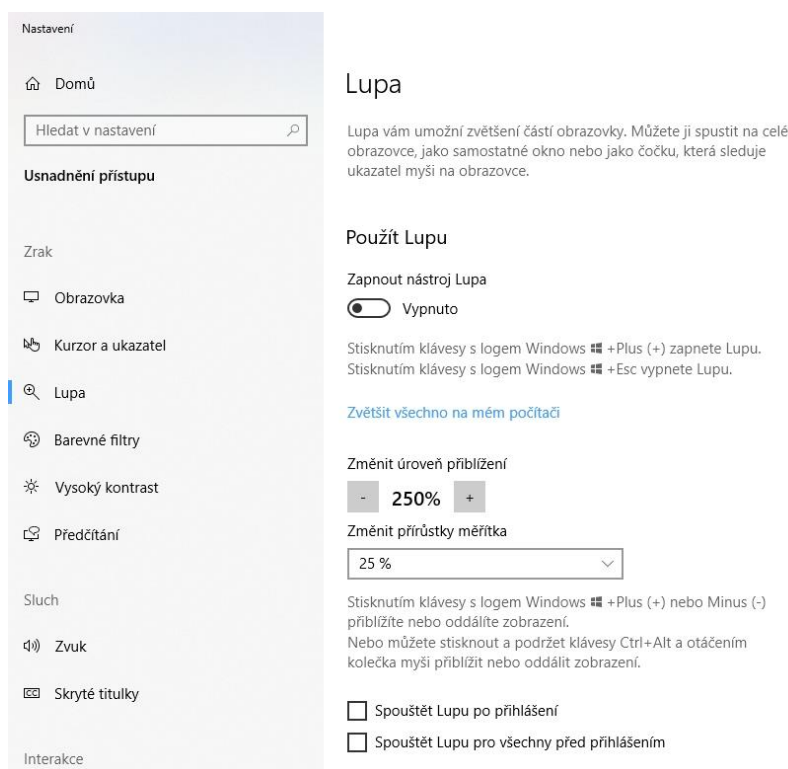 Nastavení
Domů
Hledat v nastavení
Usnadnění přístupu
Zrak
Obrazovka
Kurzor a ukazatel
Lupa
Barevné filtry
Vysoký kontrast
Předčítání
Sluch
Zvuk
Skryté titulky
Interakce
Lupa
Lupa vám umožní zvětšení částí obrazovky. Můžete ji spustit na celé
obrazovce, jako samostatné okno nebo jako čočku, která sleduje
ukazatel myši na obrazovce.
Použít Lupu
Zapnout nástroj Lupa
Vypnuto
Stisknutím klávesy s logem Windows +Plus (+) zapnete Lupu.
Stisknutím klávesy s logem Windows +Esc vypnete Lupu.
Zvětšit všechno na mém počítači
Změnit úroveň přiblížení
- 250% +
Změnit přírůstky měřítka
25 %
Stisknutím klávesy s logem Windows +Plus (+) nebo Minus (-)
přiblížíte nebo oddálíte zobrazení.
Nebo můžete stisknout a podržet klávesy Ctrl+Alt a otáčením
kolečka myši přiblížit nebo oddálit zobrazení.
Spouštět Lupu po přihlášení
Spouštět Lupu pro všechny před přihlášením